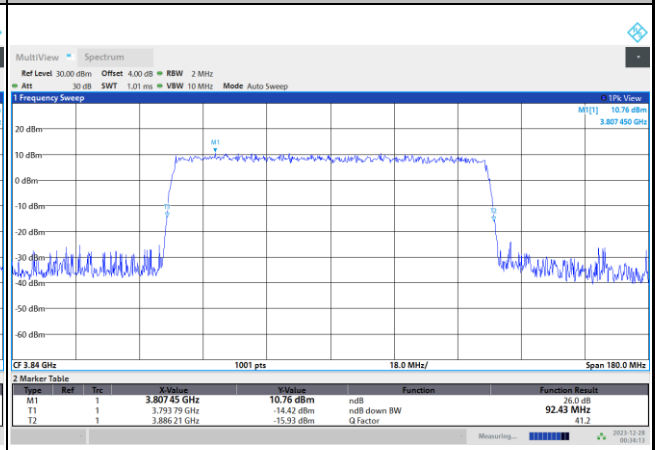 MultiView Spectrum
Ref Level 30.00 dBm Offset 4.00 dB RBW 2 MHz
Att 30 dB SWT 1.01 ms VBW 10 MHz Mode Auto Sweep
1 Frequency Sweep 1Pk View
M1[1] 10.76 dBm
3.807 450 GHz
20 dBm
M1
10 dBm
0 dBm
-10 dBm
T1
T2
-20 dBm
-30 dBm
-40 dBm
-50 dBm
-60 dBm
CF 3.84 GHz 1001 pts 18.0 MHz/ Span 180.0 MHz
2 Marker Table
Type Ref Trc X-Value Y-Value Function Function Result
M1 1 3.80745 GHz 10.76 dBm ndB 26.0 dB
T1 1 3.79379 GHz -14.42 dBm ndB down BW 92.43 MHz
T2 1 3.88621 GHz -15.93 dBm Q Factor 41.2
Measuring... 2023-12-28
00:34:13